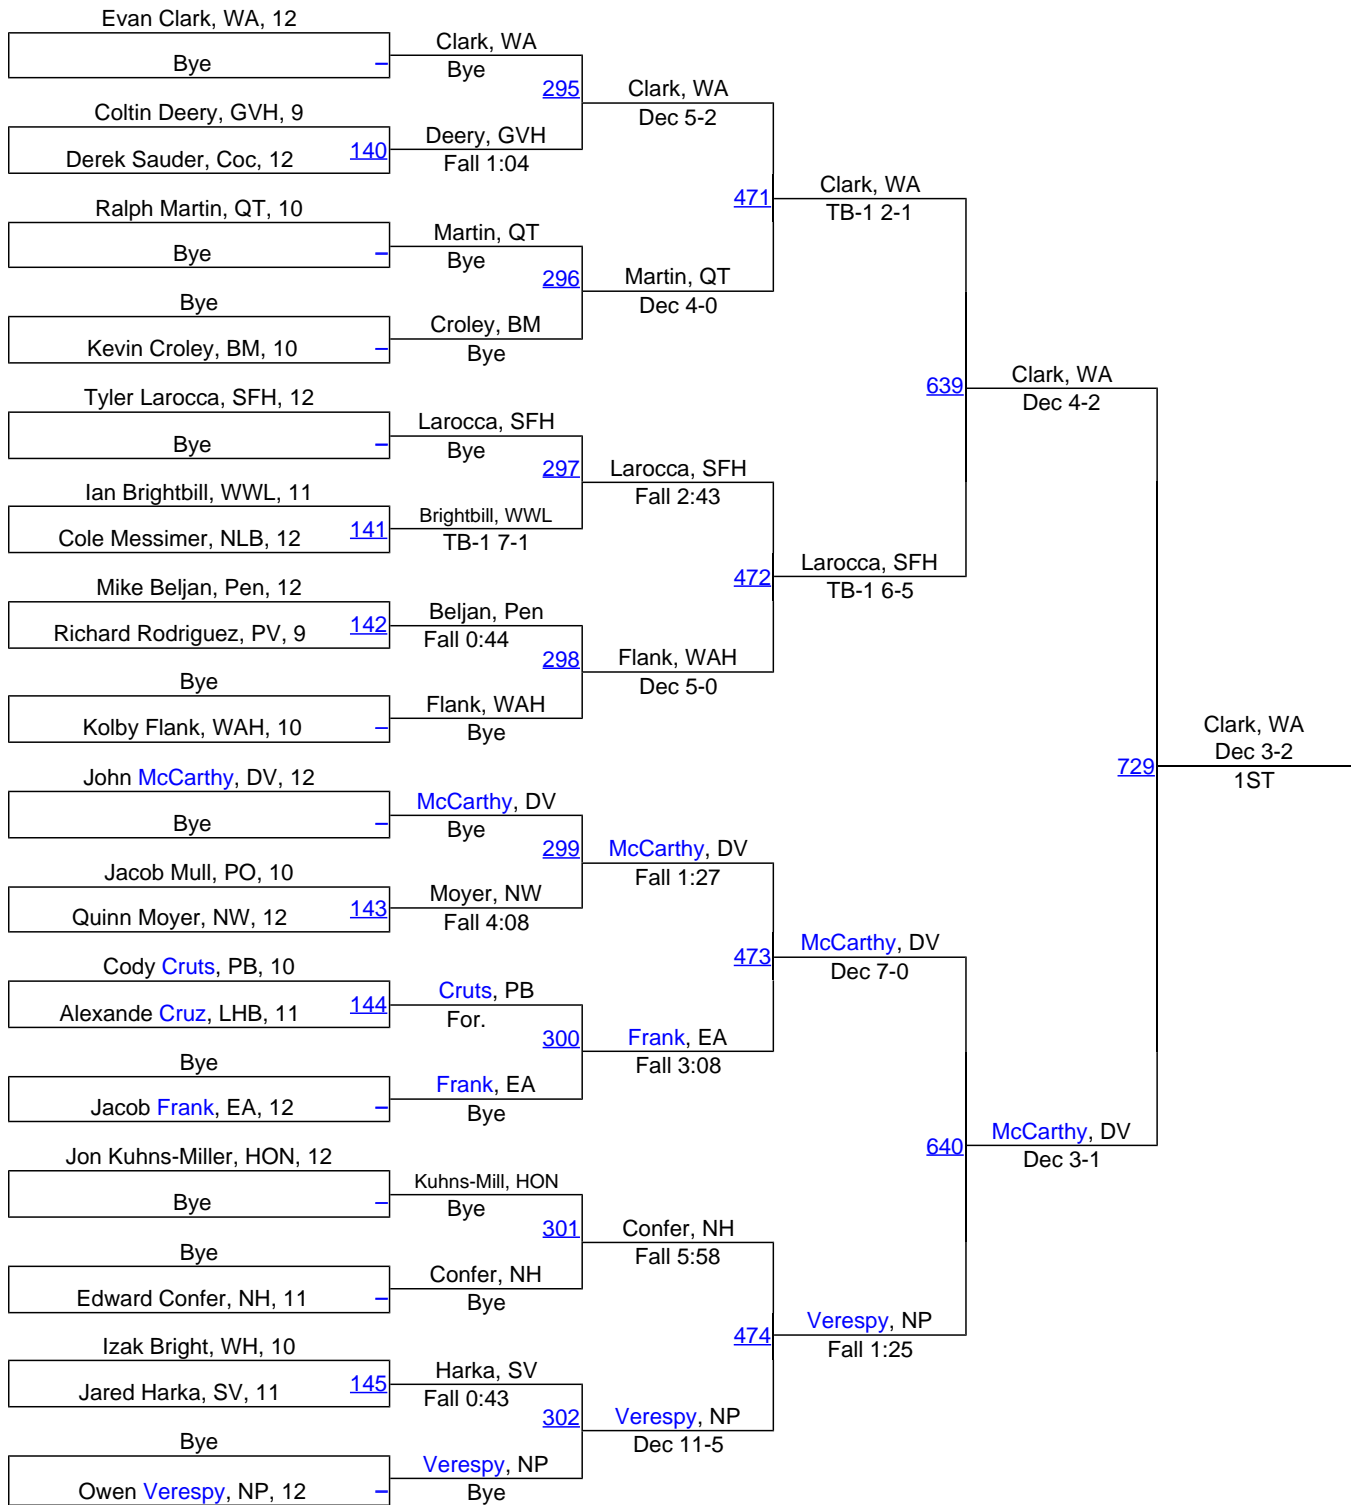 Evan Clark, WA, 12
Bye
–
Clark, WA
Bye
295
Clark, WA
Dec 5-2
Coltin Deery, GVH, 9
Derek Sauder, Coc, 12
140
Deery, GVH
Fall 1:04
471
Clark, WA
TB-1 2-1
Ralph Martin, QT, 10
Bye
–
Martin, QT
Bye
296
Martin, QT
Dec 4-0
Bye
Kevin Croley, BM, 10
–
Croley, BM
Bye
639
Clark, WA
Dec 4-2
Tyler Larocca, SFH, 12
Bye
–
Larocca, SFH
Bye
297
Larocca, SFH
Fall 2:43
Ian Brightbill, WWL, 11
Cole Messimer, NLB, 12
141
Brightbill, WWL
TB-1 7-1
472
Larocca, SFH
TB-1 6-5
Mike Beljan, Pen, 12
Richard Rodriguez, PV, 9
142
Beljan, Pen
Fall 0:44
298
Flank, WAH
Dec 5-0
Bye
Kolby Flank, WAH, 10
–
Flank, WAH
Bye
729
Clark, WA
Dec 3-2
1ST
John McCarthy, DV, 12
Bye
–
McCarthy, DV
Bye
299
McCarthy, DV
Fall 1:27
Jacob Mull, PO, 10
Quinn Moyer, NW, 12
143
Moyer, NW
Fall 4:08
473
McCarthy, DV
Dec 7-0
Cody Cruts, PB, 10
Alexande Cruz, LHB, 11
144
Cruts, PB
For.
300
Frank, EA
Fall 3:08
Bye
Jacob Frank, EA, 12
–
Frank, EA
Bye
640
McCarthy, DV
Dec 3-1
Jon Kuhns-Miller, HON, 12
Bye
–
Kuhns-Mill, HON
Bye
301
Confer, NH
Fall 5:58
Bye
Edward Confer, NH, 11
–
Confer, NH
Bye
474
Verespy, NP
Fall 1:25
Izak Bright, WH, 10
Jared Harka, SV, 11
145
Harka, SV
Fall 0:43
302
Verespy, NP
Dec 11-5
Bye
Owen Verespy, NP, 12
–
Verespy, NP
Bye